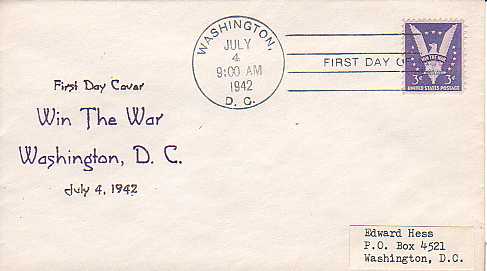 WASHINGTON,
JULY
4
9:00 AM
1942
D. C.
FIRST DAY O
WIN THE WAR
3¢ 3¢
UNITED STATES POSTAGE
First Day Cover
Win The War
Washington, D. C.
July 4, 1942
Edward Hess
P.O. Box 4521
Washington, D.C.